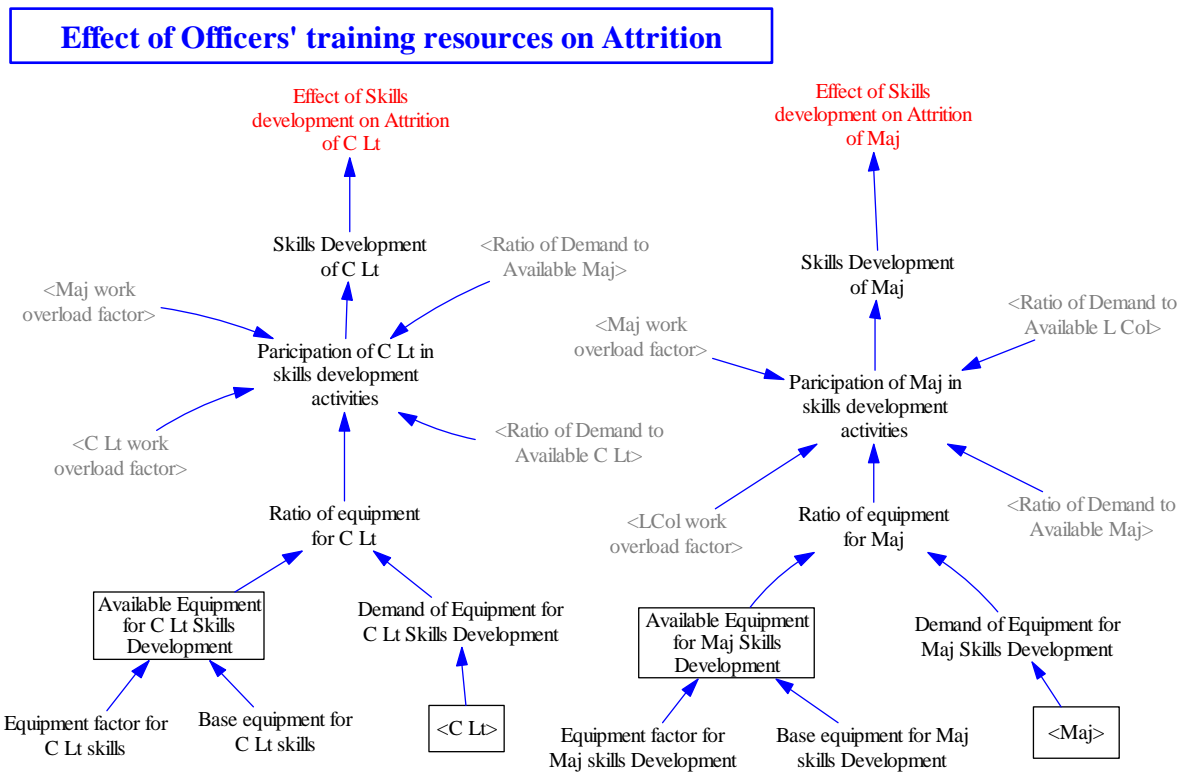 Effect of Officers' training resources on Attrition
Effect of Skills
development on Attrition
of C Lt
Skills Development
of C Lt
<Ratio of Demand to
Available Maj>
<Maj work
overload factor>
Paricipation of C Lt in
skills development
activities
<C Lt work
overload factor>
<Ratio of Demand to
Available C Lt>
Ratio of equipment
for C Lt
Available Equipment
for C Lt Skills
Development
Demand of Equipment for
C Lt Skills Development
Equipment factor for
C Lt skills
Base equipment for
C Lt skills
<C Lt>
Effect of Skills
development on Attrition
of Maj
Skills Development
of Maj
<Ratio of Demand to
Available L Col>
<Maj work
overload factor>
Paricipation of Maj in
skills development
activities
<LCol work
overload factor>
<Ratio of Demand to
Available Maj>
Ratio of equipment
for Maj
Available Equipment
for Maj Skills
Development
Demand of Equipment for
Maj Skills Development
Equipment factor for
Maj skills Development
Base equipment for Maj
skills Development
<Maj>